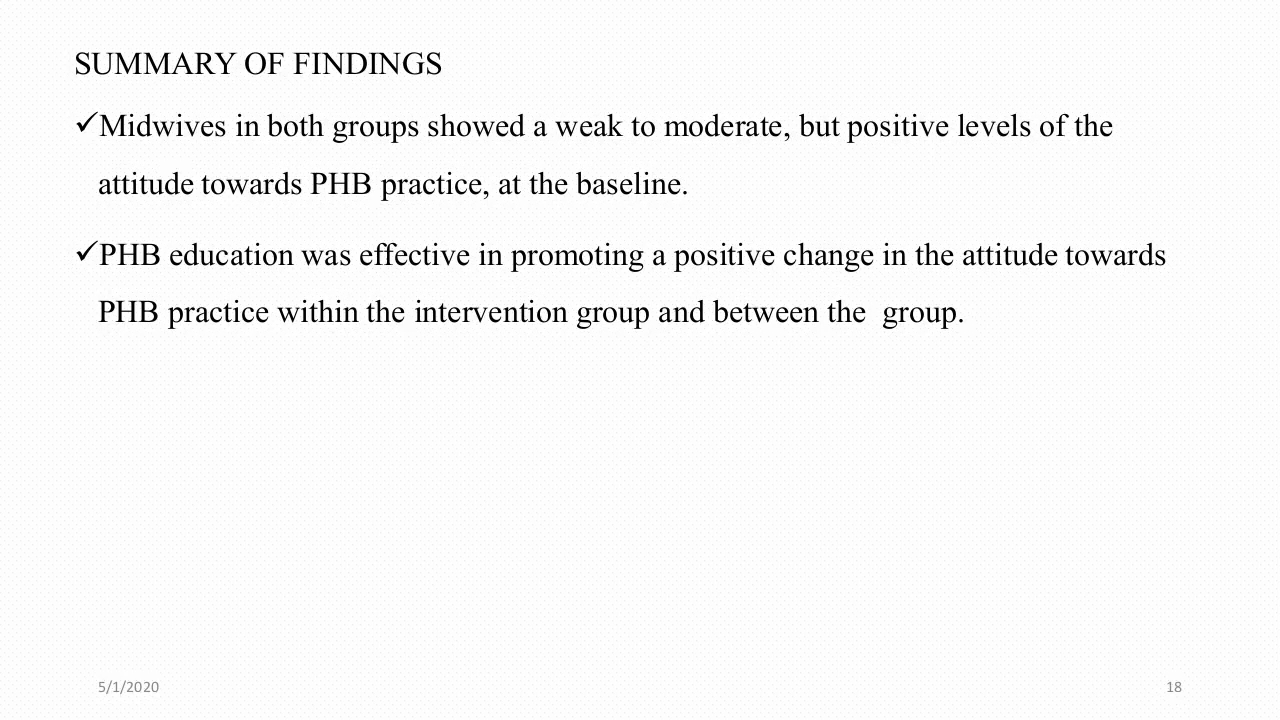 SUMMARY OF FINDINGS
✓Midwives in both groups showed a weak to moderate, but positive levels of the
attitude towards PHB practice, at the baseline.
✓PHB education was effective in promoting a positive change in the attitude towards
PHB practice within the intervention group and between the  group.
5/1/2020
18